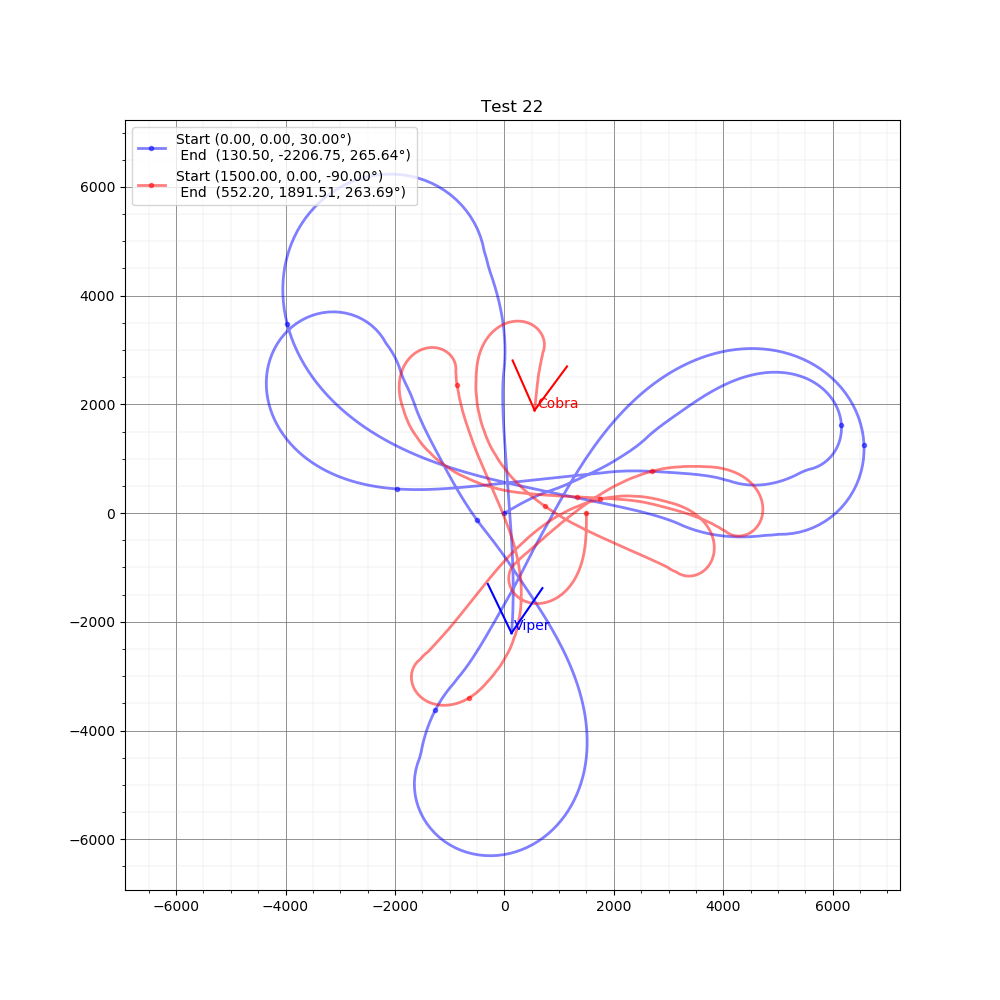 Test 22
Start (0.00, 0.00, 30.00°)
End (130.50, -2206.75, 265.64°)
Start (1500.00, 0.00, -90.00°)
End (552.20, 1891.51, 263.69°)
6000
4000
2000
0
−2000
−4000
−6000
Cobra
Viper
−6000 −4000 −2000 0 2000 4000 6000